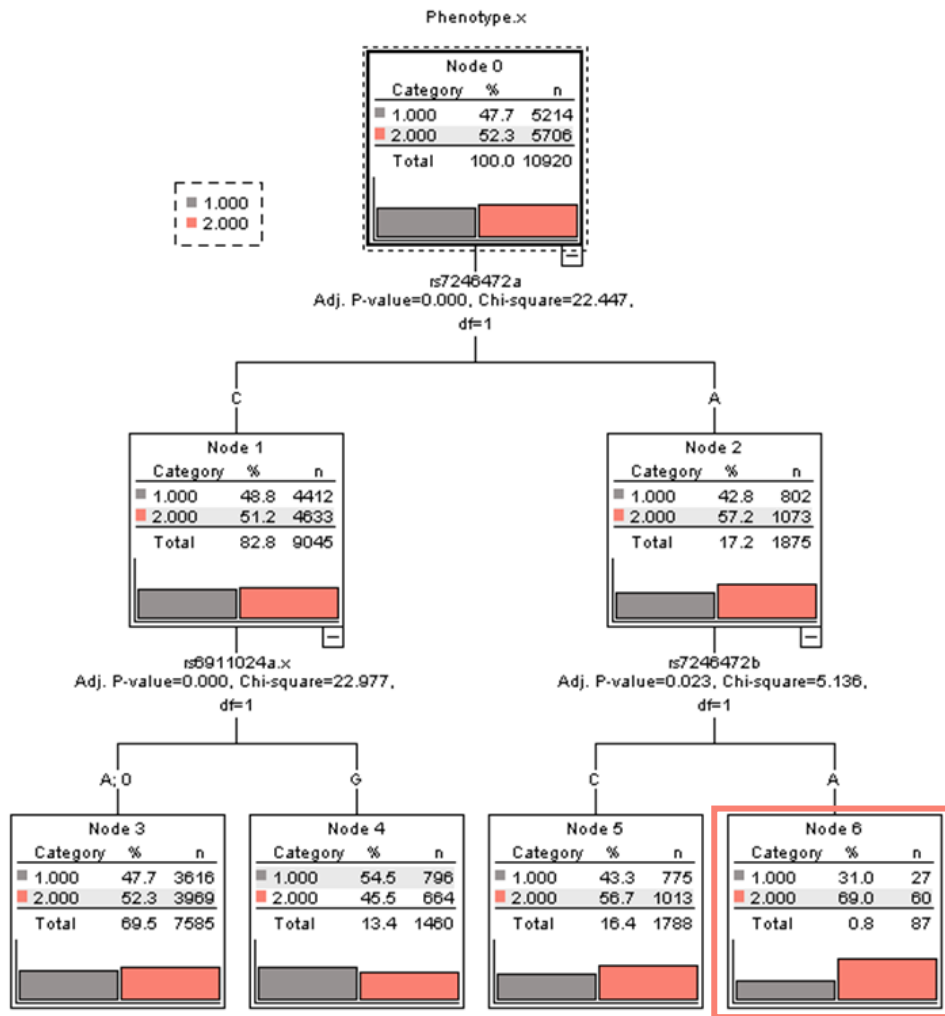 Phenotype.x
Node 0
Category % n
1.000 47.7 5214
2.000 52.3 5706
Total 100.0 10920
1.000
2.000
rs7246472a
Adj. P-value=0.000, Chi-square=22.447,
df=1
C
A
Node 1
Category % n
1.000 48.8 4412
2.000 51.2 4633
Total 82.8 9045
Node 2
Category % n
1.000 42.8 802
2.000 57.2 1073
Total 17.2 1875
rs6911024a.x
Adj. P-value=0.000, Chi-square=22.977,
df=1
rs7246472b
Adj. P-value=0.023, Chi-square=5.136,
df=1
A; 0
G
C
A
Node 3
Category % n
1.000 47.7 3616
2.000 52.3 3969
Total 69.5 7585
Node 4
Category % n
1.000 54.5 796
2.000 45.5 664
Total 13.4 1460
Node 5
Category % n
1.000 43.3 775
2.000 56.7 1013
Total 16.4 1788
Node 6
Category % n
1.000 31.0 27
2.000 69.0 60
Total 0.8 87